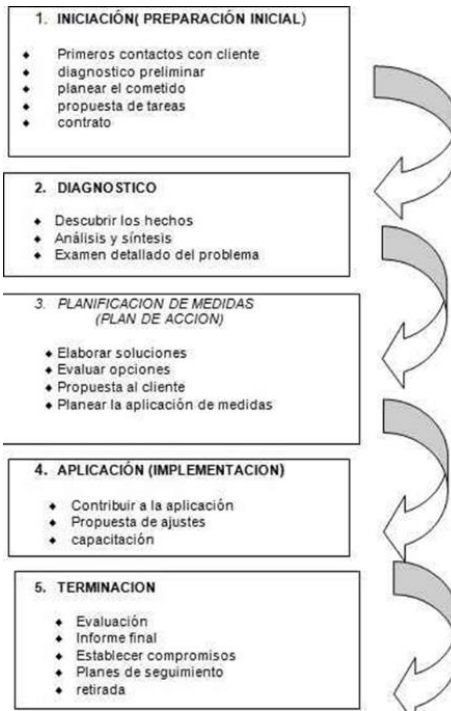 1. INICIACIÓN( PREPARACIÓN INICIAL)
♦ Primeros contactos con cliente
♦ diagnostico preliminar
♦ planear el cometido
♦ propuesta de tareas
♦ contrato
2. DIAGNOSTICO
♦ Descubrir los hechos
♦ Análisis y síntesis
♦ Examen detallado del problema
3. PLANIFICACION DE MEDIDAS
(PLAN DE ACCION)
♦ Elaborar soluciones
♦ Evaluar opciones
♦ Propuesta al cliente
♦ Planear la aplicación de medidas
4. APLICACIÓN (IMPLEMENTACION)
♦ Contribuir a la aplicación
♦ Propuesta de ajustes
♦ capacitación
5. TERMINACION
♦ Evaluación
♦ Informe final
♦ Establecer compromisos
♦ Planes de seguimiento
♦ retirada